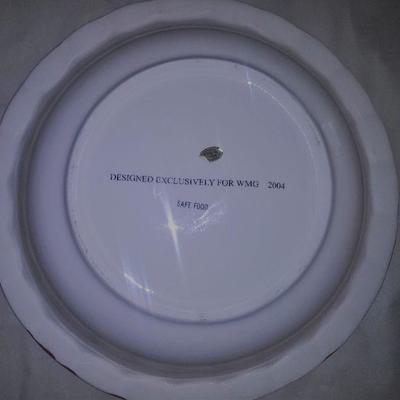 DESIGNED EXCLUSIVELY FOR WMG 2004
SAFE FOOD